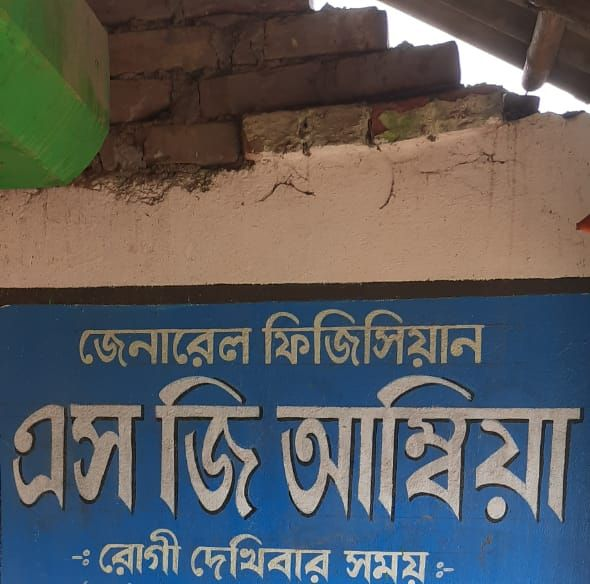 জেনারেল ফিজিসিয়ান
এস জি আম্বিয়া
-: রোগী দেখিবার সময় :-